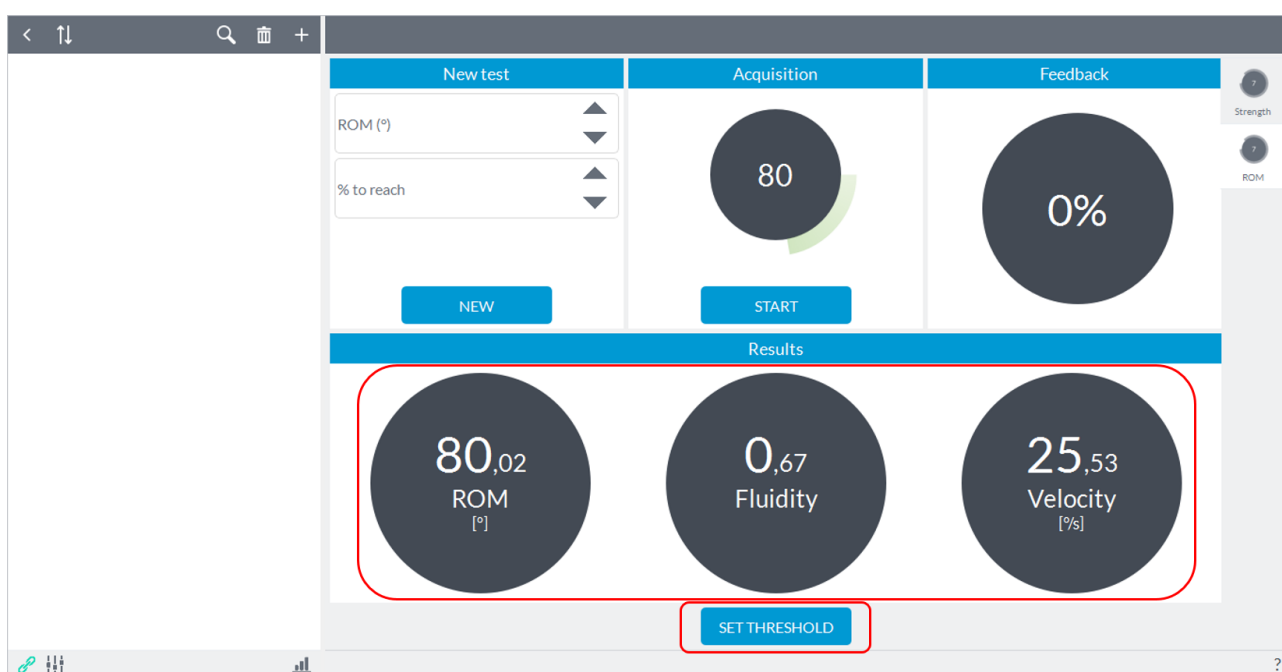 New test
Acquisition
Feedback
ROM (°)
% to reach
80
0%
?
Strength
?
ROM
NEW
START
Results
80,02
ROM
[°]
0,67
Fluidity
25,53
Velocity
[°/s]
SET THRESHOLD
?